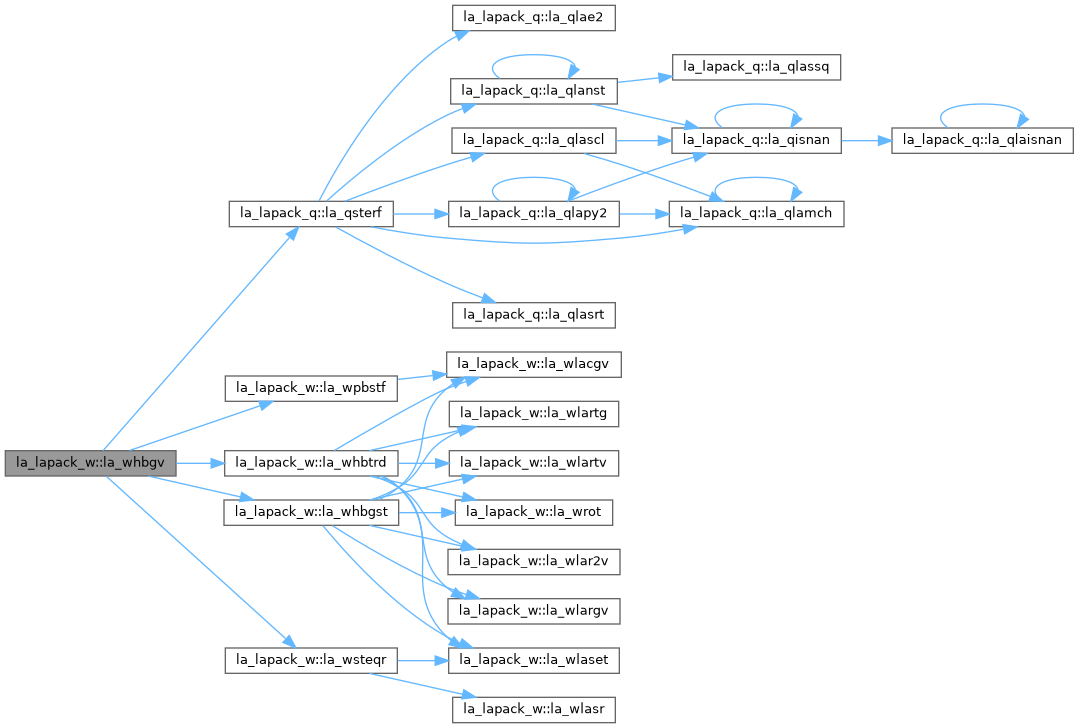 la_lapack_q::la_qlae2
la_lapack_q::la_qlassq
la_lapack_q::la_qlanst
la_lapack_q::la_qlascl
la_lapack_q::la_qisnan
la_lapack_q::la_qlaisnan
la_lapack_q::la_qsterf
la_lapack_q::la_qlapy2
la_lapack_q::la_qlamch
la_lapack_q::la_qlasrt
la_lapack_w::la_wlacgv
la_lapack_w::la_wpbstf
la_lapack_w::la_wlartg
la_lapack_w::la_whbgv
la_lapack_w::la_whbtrd
la_lapack_w::la_wlartv
la_lapack_w::la_whbgst
la_lapack_w::la_wrot
la_lapack_w::la_wlar2v
la_lapack_w::la_wlargv
la_lapack_w::la_wsteqr
la_lapack_w::la_wlaset
la_lapack_w::la_wlasr